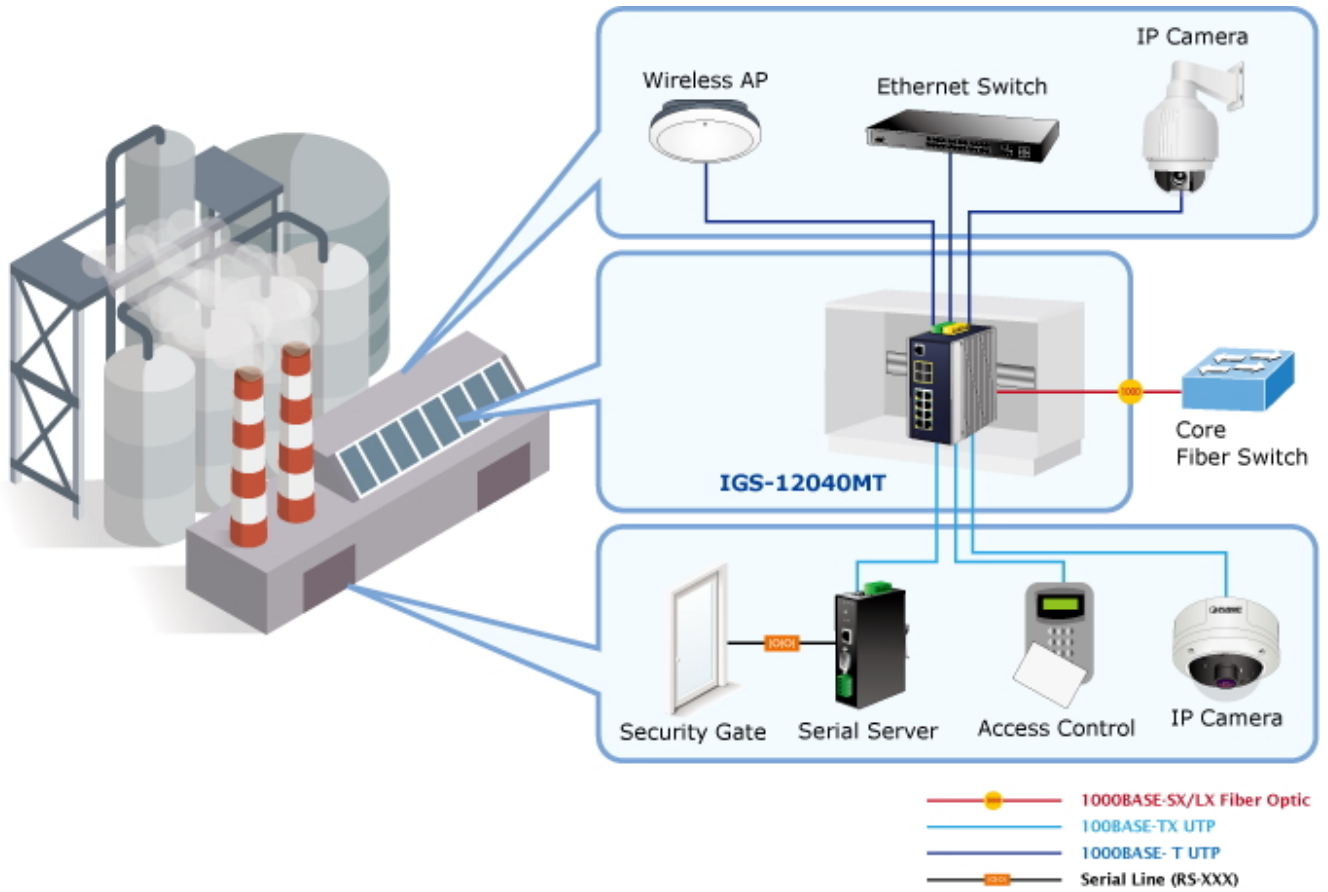 IP Camera
Wireless AP
Ethernet Switch
1000
Core
Fiber Switch
IGS-12040MT
Security Gate
Serial Server
Access Control
IP Camera
1000BASE-SX/LX Fiber Optic
100BASE-TX UTP
1000BASE- T UTP
Serial Line (RS-XXX)